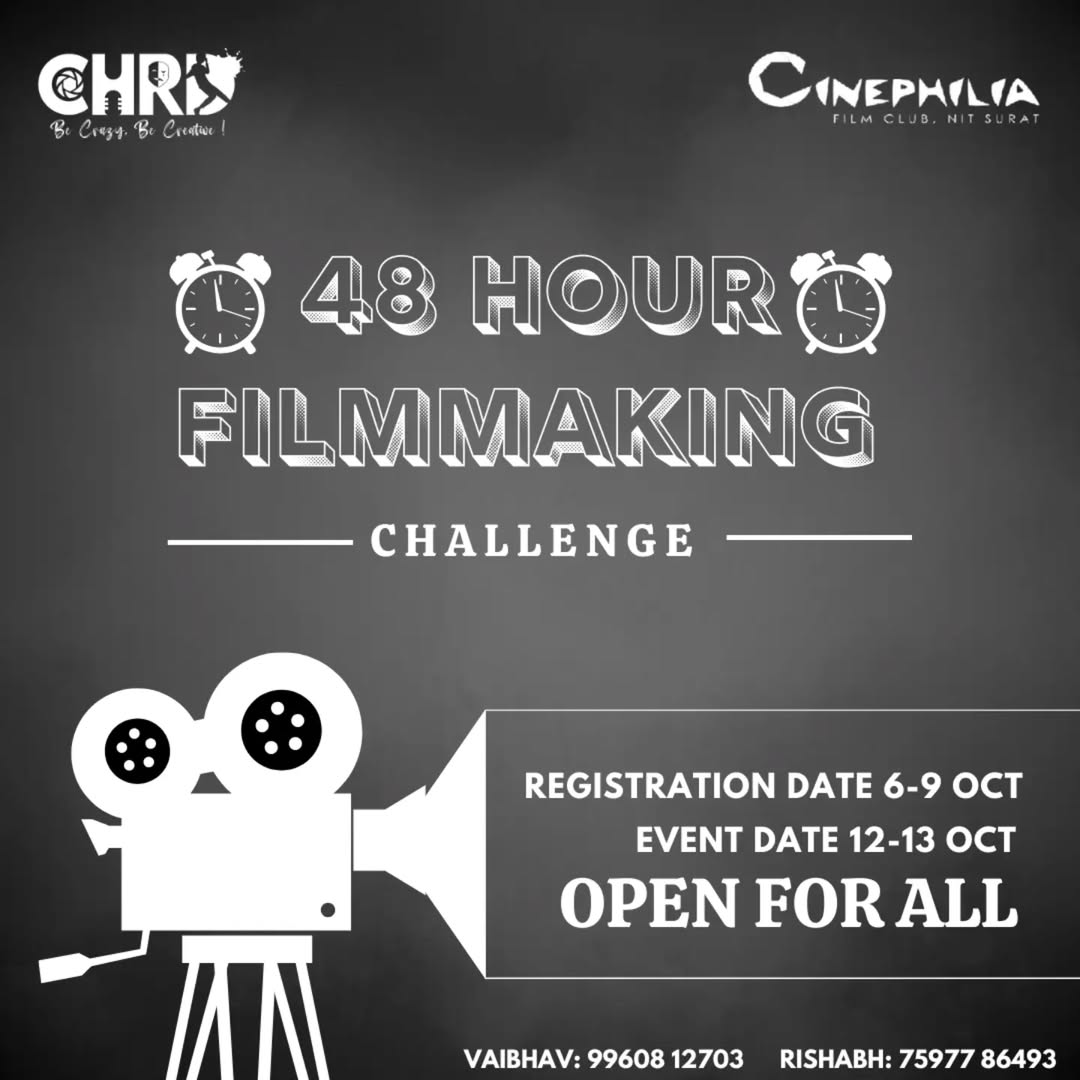 CHRD
Be Crazy, Be Creative !
CINEPHILIA
FILM CLUB, NIT SURAT
48 HOUR
FILMMAKING
CHALLENGE
REGISTRATION DATE 6-9 OCT
EVENT DATE 12-13 OCT
OPEN FOR ALL
VAIBHAV: 99608 12703 RISHABH: 75977 86493